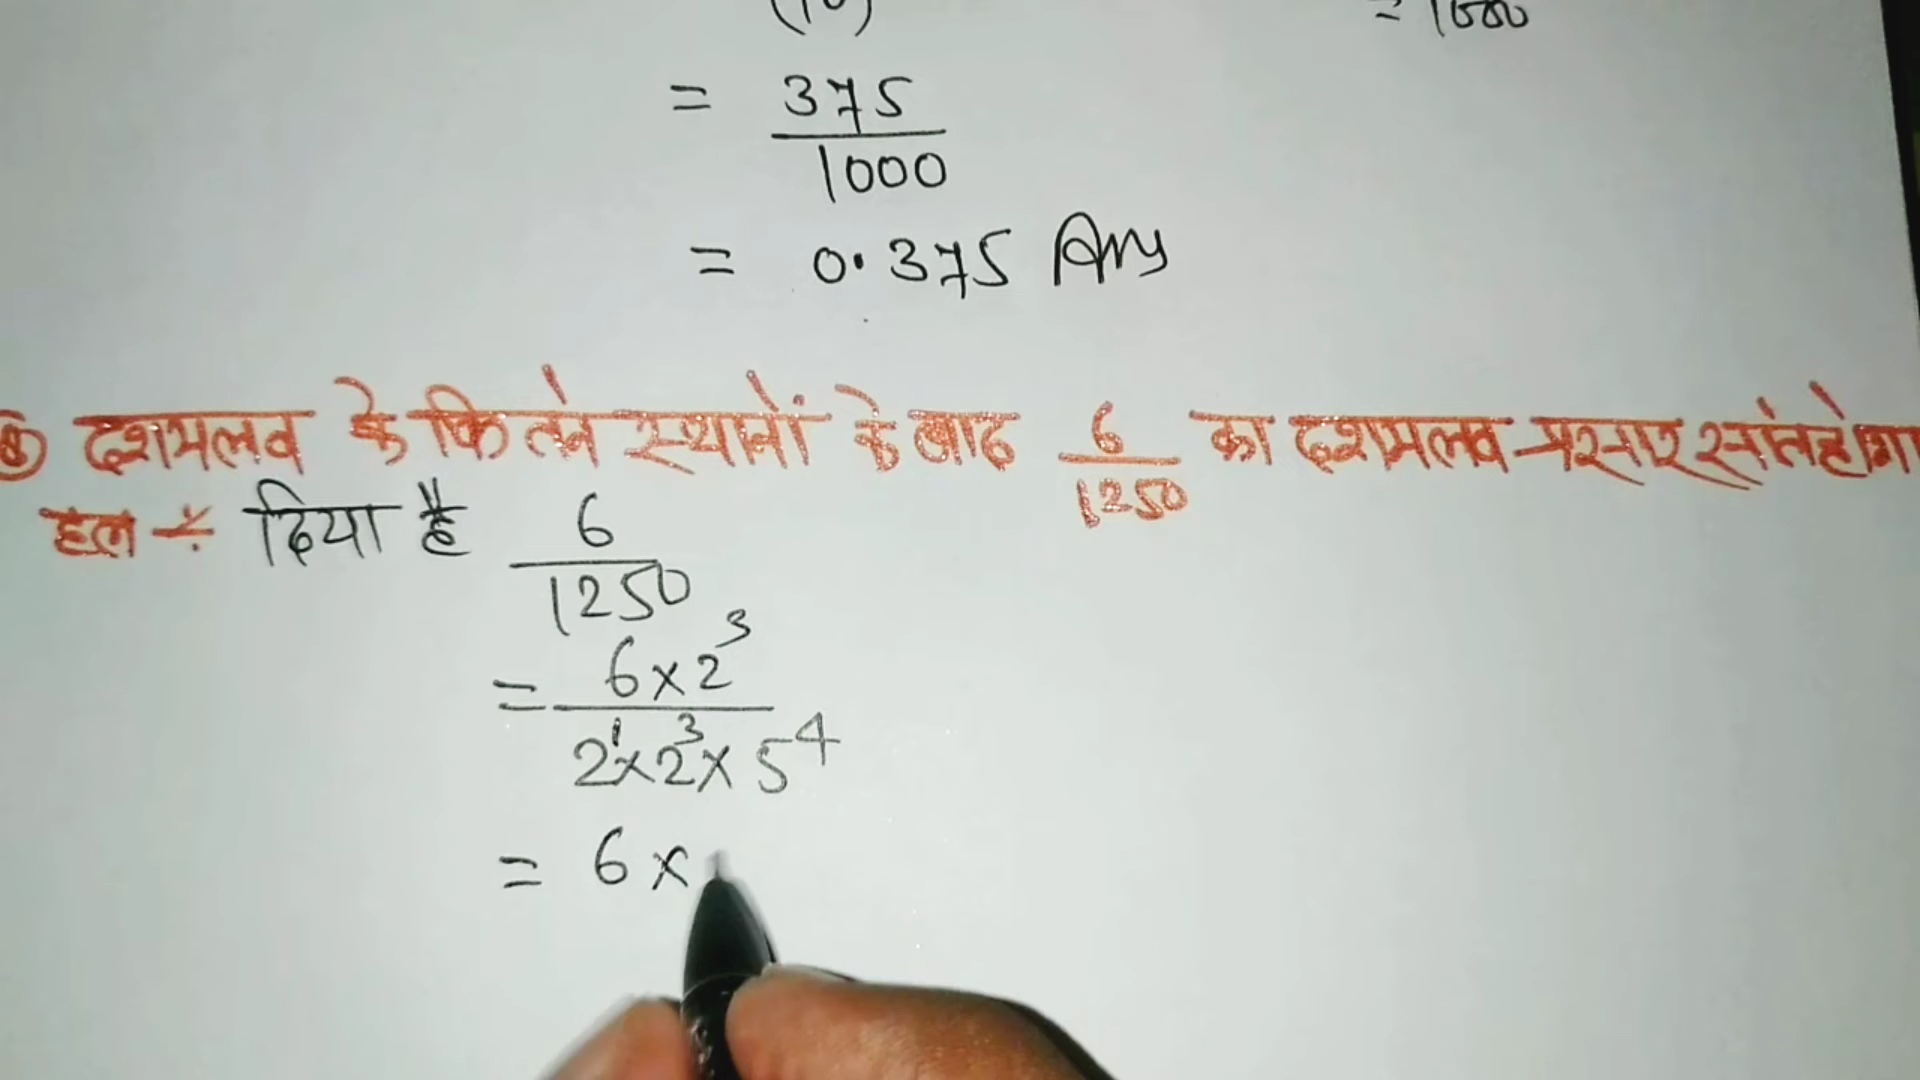 = 1000
= 375
1000
= 0.375 Ans
दशमलव के कितने स्थानों के बाद 6/1250 का दशमलव प्रसार सांत होगा
हल ÷ दिया है 6
1250
= 6×2³
2¹×2³×5⁴
= 6×